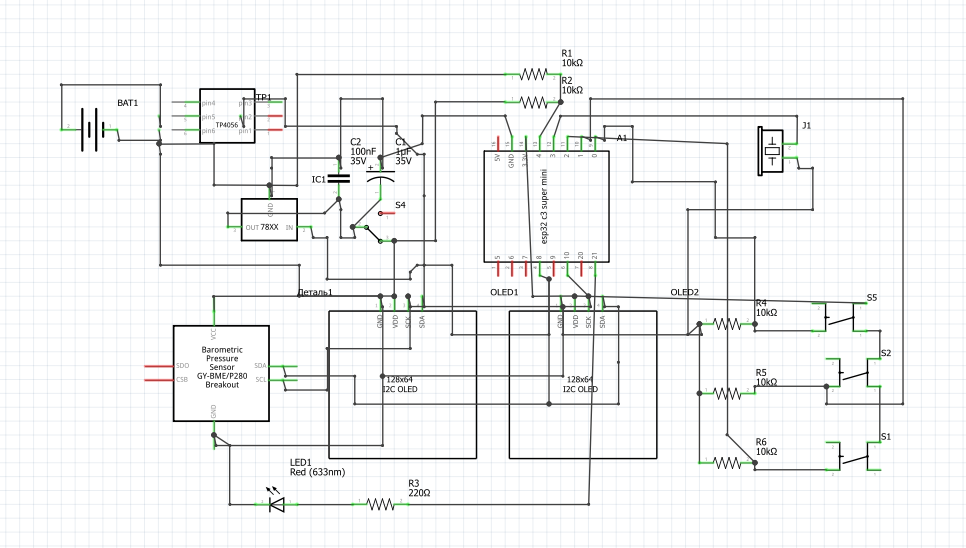 R1
10kΩ
R2
10kΩ
BAT1
TP1
pin4
pin5
pin6
pin3
pin1
TP4056
C2
100nF
35V
C1
1µF
35V
+
A1
J1
5V
GND
3.3V
4
3
2
1
0
esp32 c3 super mini
5
6
7
8
9
10
20
21
IC1
GND
OUT
78XX
IN
S4
Деталь1
OLED1
OLED2
GND
VDD
SCK
SDA
GND
VDD
SCK
SDA
128x64
I2C OLED
128x64
I2C OLED
VCC
Barometric
Pressure
Sensor
GY-BME/P280
Breakout
SDO
CSB
SDA
SCL
GND
R4
10kΩ
R5
10kΩ
R6
10kΩ
S5
S2
S1
LED1
Red (633nm)
R3
220Ω